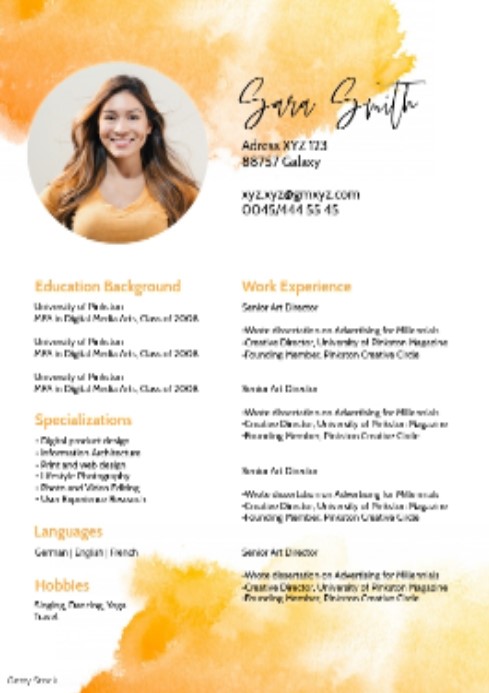 Sara Smith
Adress XYZ 123
88757 Galaxy
xyz.xyz@gmxyz.com
0045/444 55 45
Education Background
University of Pinkston
MFA in Digital Media Arts, Class of 2008
University of Pinkston
MFA in Digital Media Arts, Class of 2008
University of Pinkston
MFA in Digital Media Arts, Class of 2008
Specializations
- Digital product design
- Information Architecture
- Print and web design
- Lifestyle Photography
- Photo and Video Editing
- User Experience Research
Languages
German | English | French
Hobbies
Singing, Dancing, Yoga
Travel
Work Experience
Senior Art Director
-Wrote dissertation on Advertising for Millennials
-Creative Director, University of Pinkston Magazine
-Founding Member, Pinkston Creative Circle
Senior Art Director
-Wrote dissertation on Advertising for Millennials
-Creative Director, University of Pinkston Magazine
-Founding Member, Pinkston Creative Circle
Senior Art Director
-Wrote dissertation on Advertising for Millennials
-Creative Director, University of Pinkston Magazine
-Founding Member, Pinkston Creative Circle
Senior Art Director
-Wrote dissertation on Advertising for Millennials
-Creative Director, University of Pinkston Magazine
-Founding Member, Pinkston Creative Circle